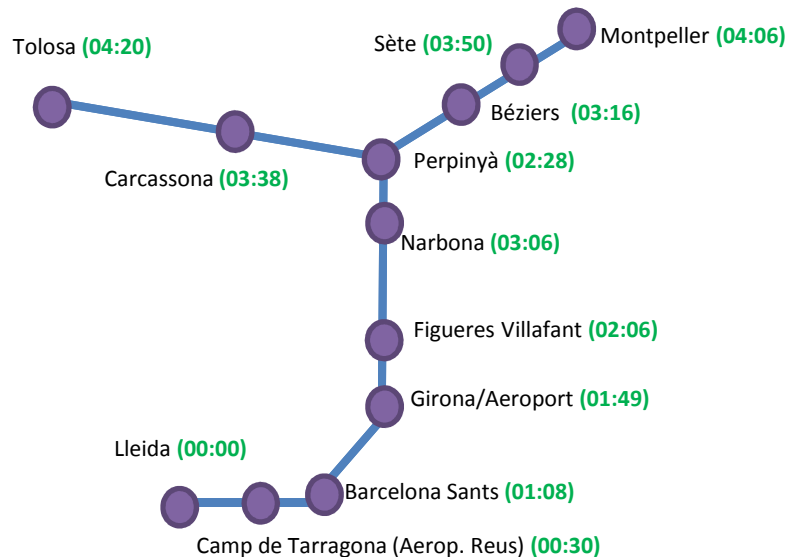 Sète (03:50)
Montpeller (04:06)
Tolosa (04:20)
Béziers (03:16)
Perpinyà (02:28)
Carcassona (03:38)
Narbona (03:06)
Figueres Villafant (02:06)
Girona/Aeroport (01:49)
Lleida (00:00)
Barcelona Sants (01:08)
Camp de Tarragona (Aerop. Reus) (00:30)